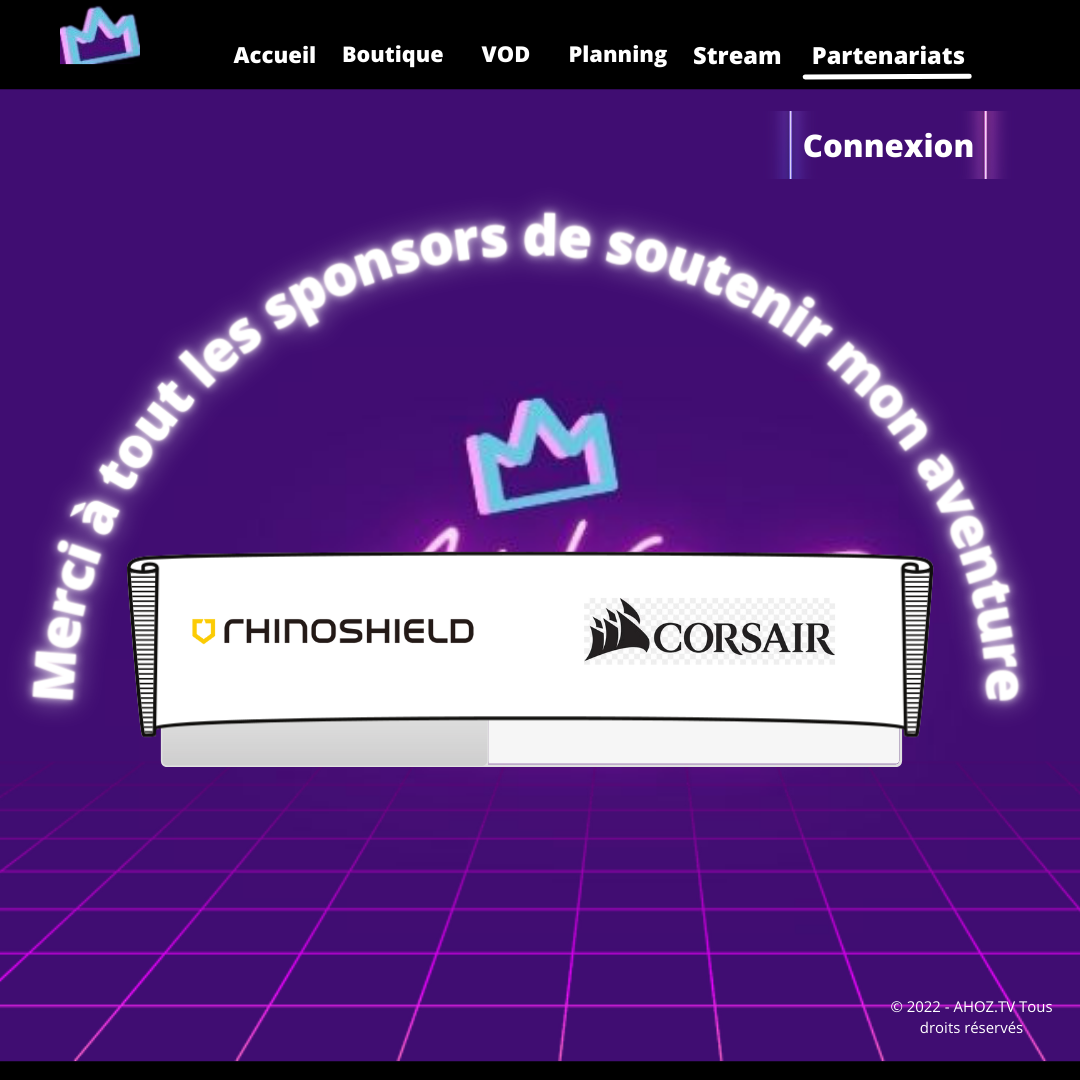 Accueil Boutique VOD Planning Stream Partenariats
Connexion
Merci à tout les sponsors de soutenir mon aventure
RHINOSHIELD
CORSAIR
© 2022 - AHOZ.TV Tous
droits réservés